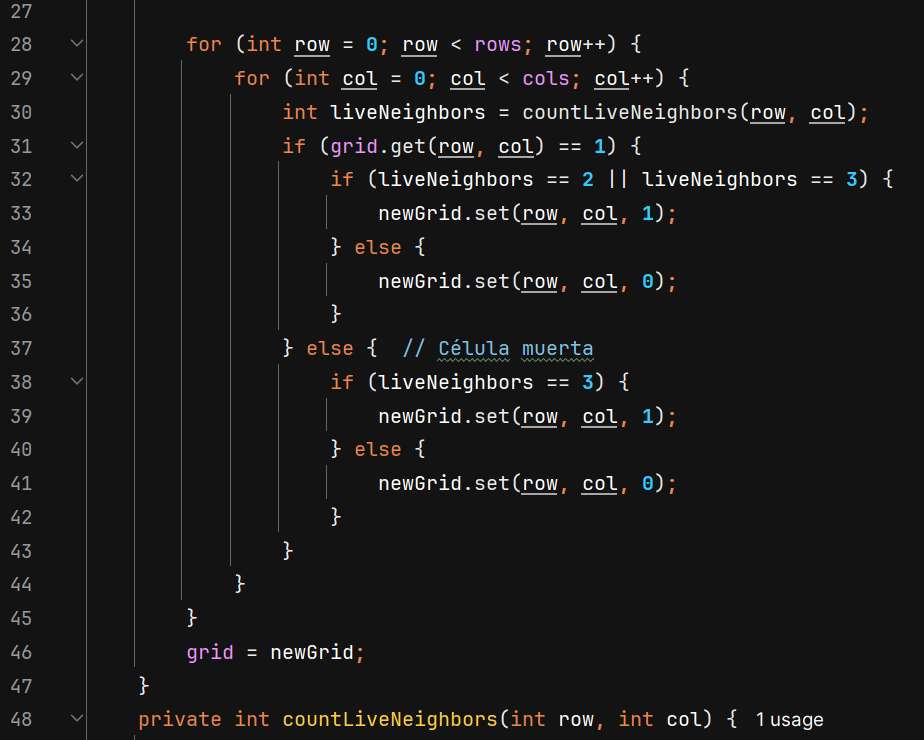 27
28 for (int row = 0; row < rows; row++) {
29 for (int col = 0; col < cols; col++) {
30 int liveNeighbors = countLiveNeighbors(row, col);
31 if (grid.get(row, col) == 1) {
32 if (liveNeighbors == 2 || liveNeighbors == 3) {
33 newGrid.set(row, col, 1);
34 } else {
35 newGrid.set(row, col, 0);
36 }
37 } else {  // Célula muerta
38 if (liveNeighbors == 3) {
39 newGrid.set(row, col, 1);
40 } else {
41 newGrid.set(row, col, 0);
42 }
43 }
44 }
45 }
46 grid = newGrid;
47 }
48 private int countLiveNeighbors(int row, int col) { 1 usage